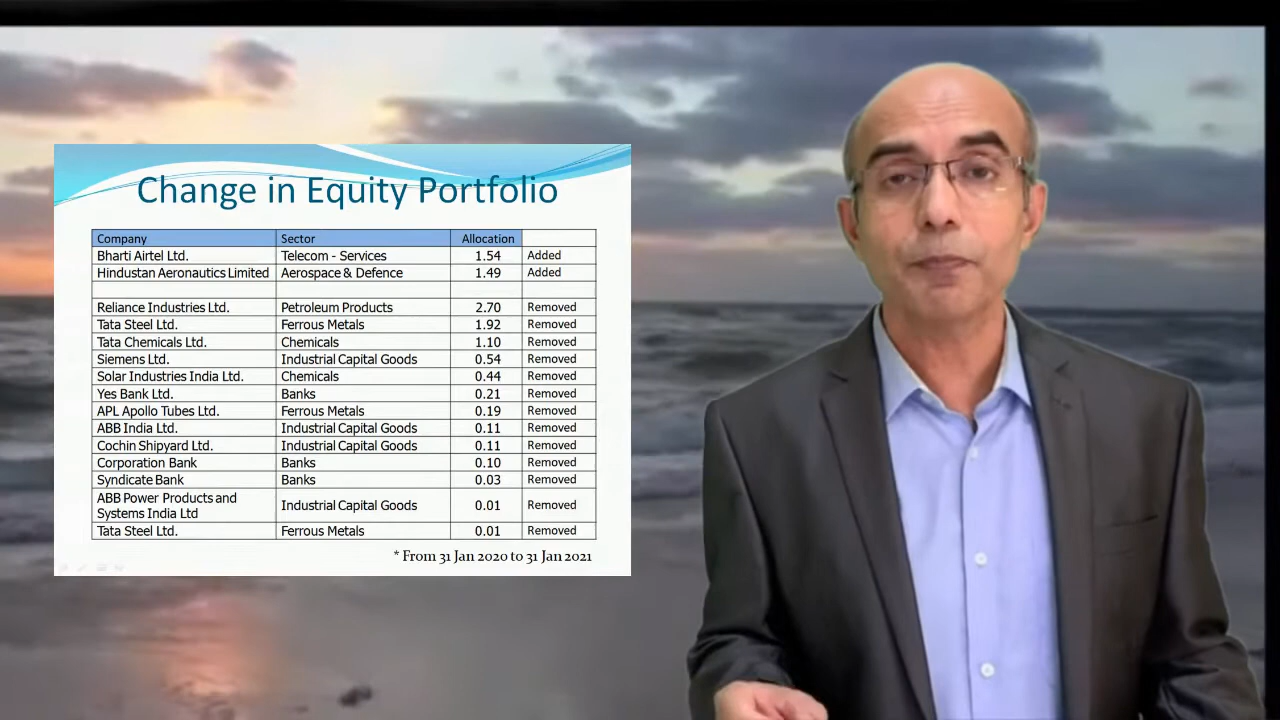 Change in Equity Portfolio
Company Sector Allocation
Bharti Airtel Ltd. Telecom - Services 1.54 Added
Hindustan Aeronautics Limited Aerospace & Defence 1.49 Added
Reliance Industries Ltd. Petroleum Products 2.70 Removed
Tata Steel Ltd. Ferrous Metals 1.92 Removed
Tata Chemicals Ltd. Chemicals 1.10 Removed
Siemens Ltd. Industrial Capital Goods 0.54 Removed
Solar Industries India Ltd. Chemicals 0.44 Removed
Yes Bank Ltd. Banks 0.21 Removed
APL Apollo Tubes Ltd. Ferrous Metals 0.19 Removed
ABB India Ltd. Industrial Capital Goods 0.11 Removed
Cochin Shipyard Ltd. Industrial Capital Goods 0.11 Removed
Corporation Bank Banks 0.10 Removed
Syndicate Bank Banks 0.03 Removed
ABB Power Products and
Systems India Ltd Industrial Capital Goods 0.01 Removed
Tata Steel Ltd. Ferrous Metals 0.01 Removed
* From 31 Jan 2020 to 31 Jan 2021